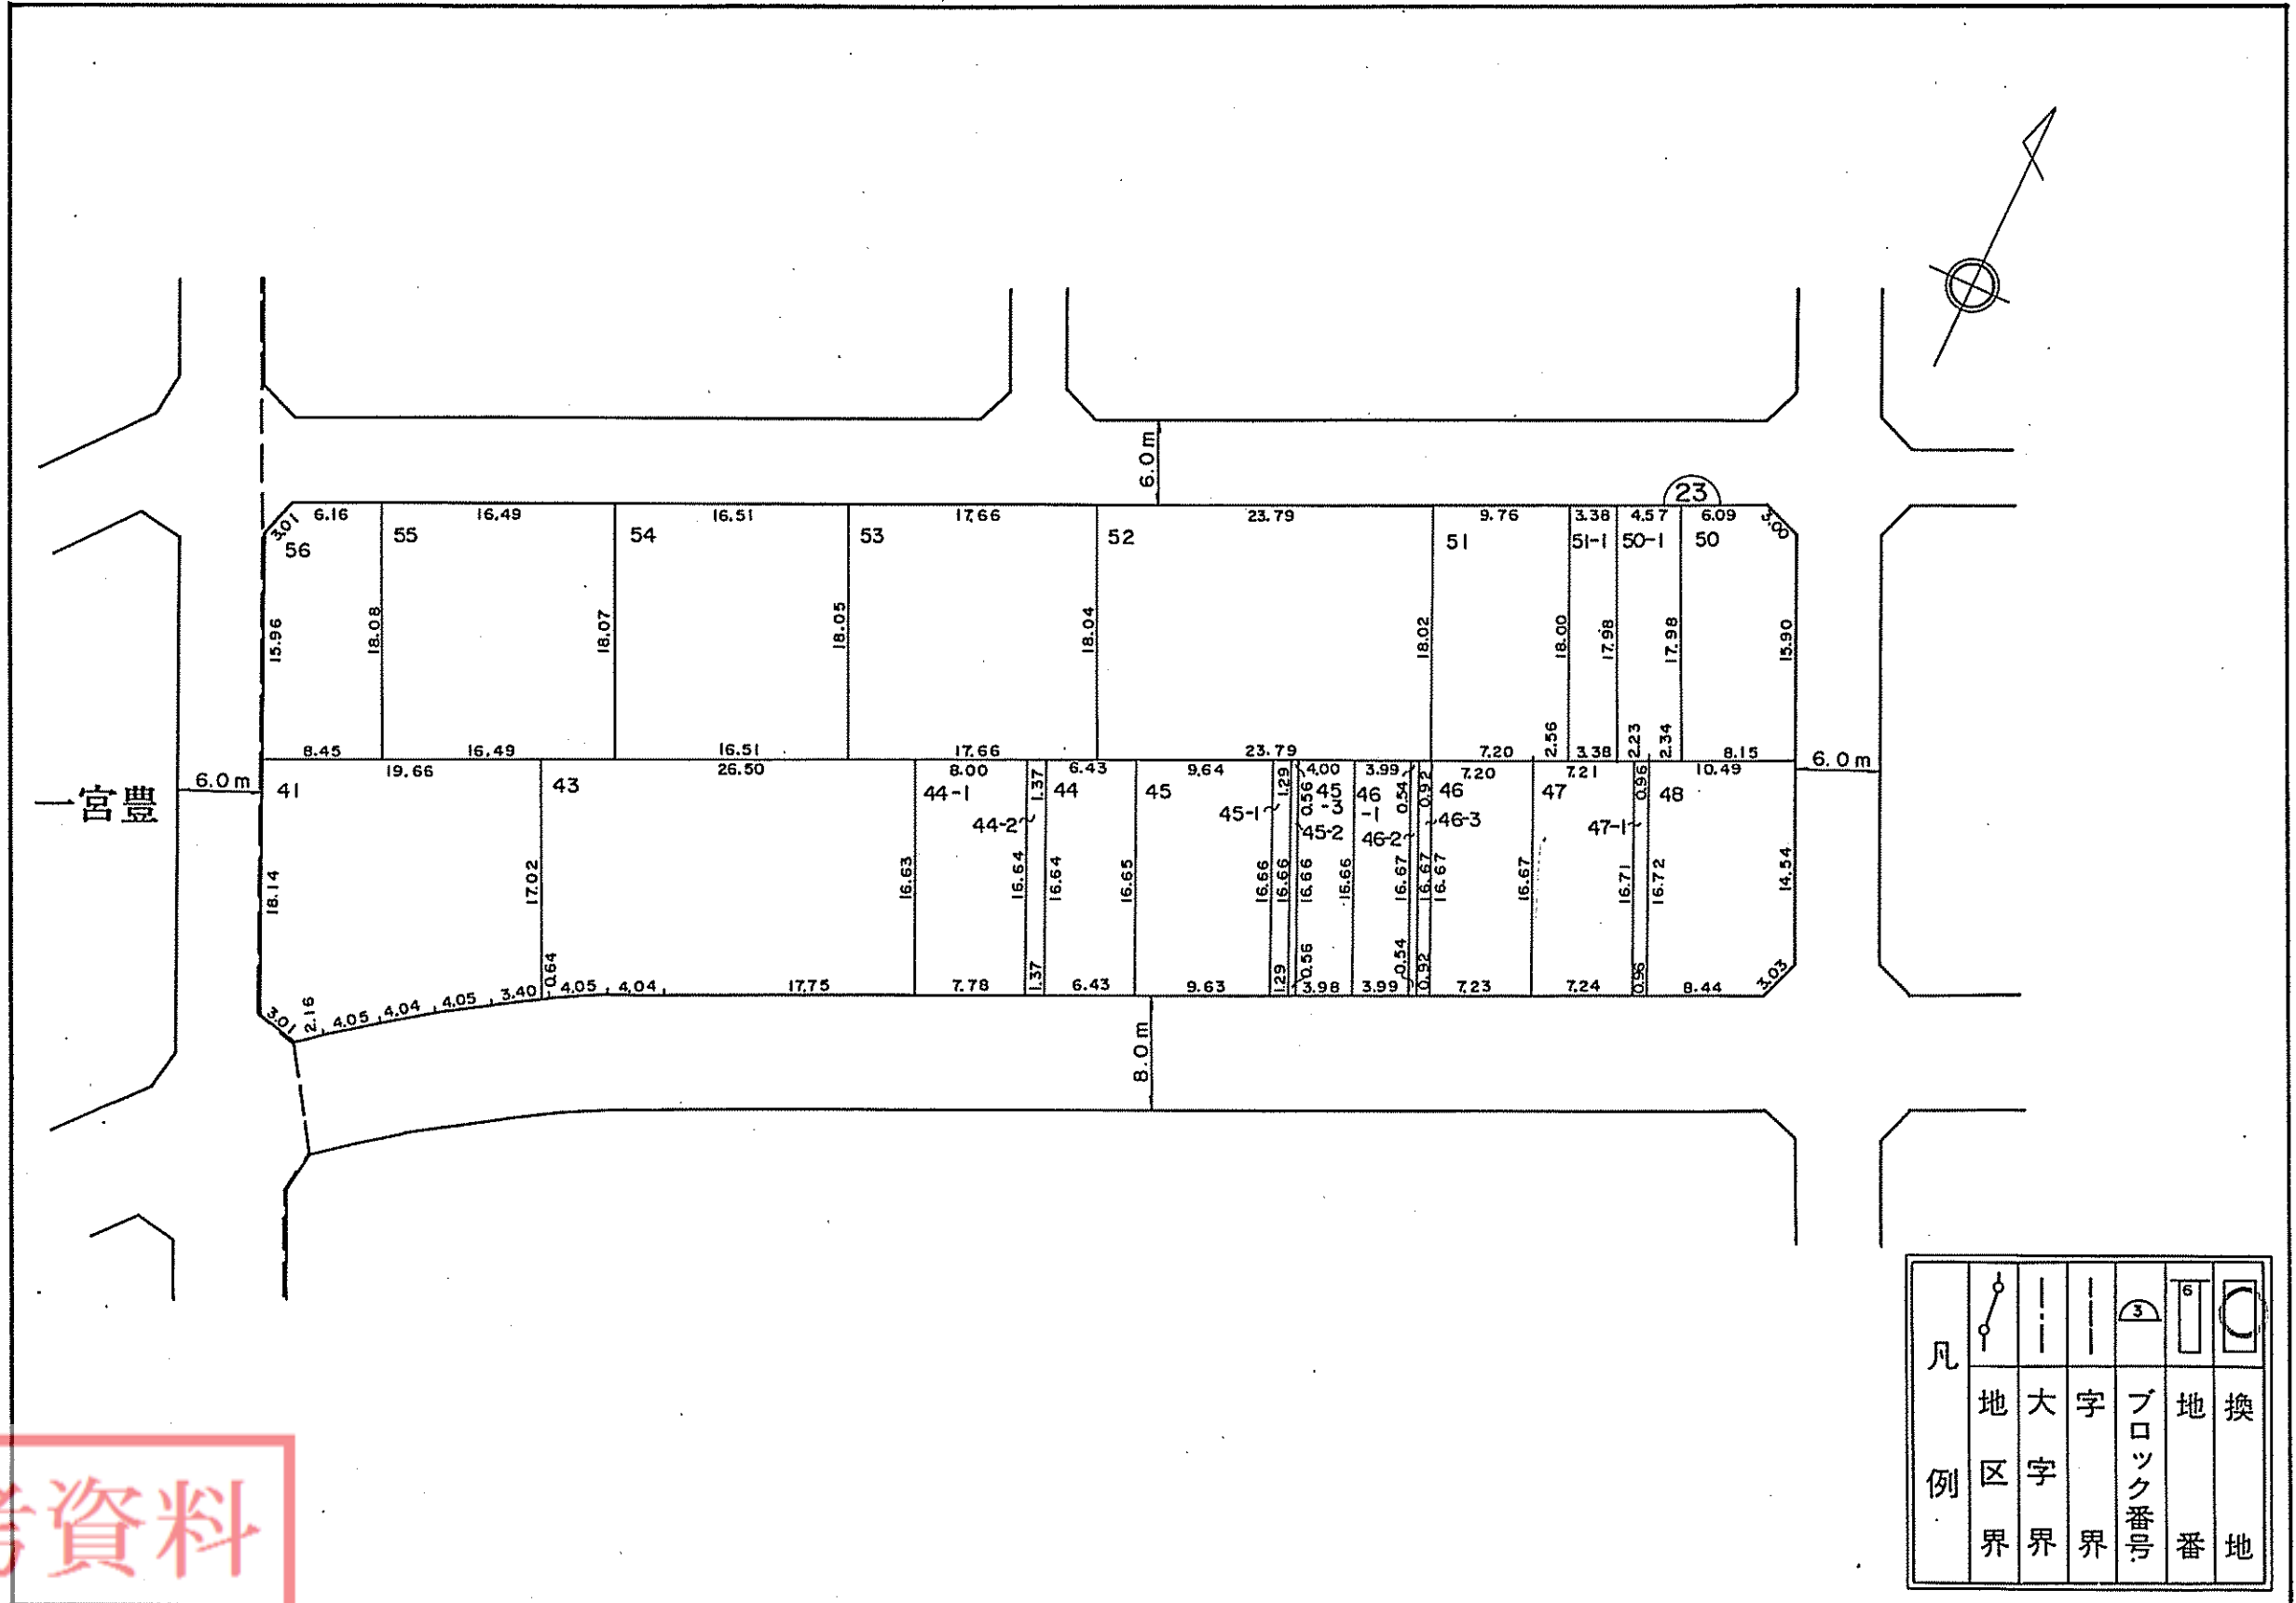 6.0m
23
3.01 6.16 16.49 16.51 17.66 23.79 9.76 3.38 4.57 6.09 3.00
56 55 54 53 52 51 51-1 50-1 50
15.96 18.08 18.07 18.05 18.04 18.02 18.00 17.98 17.98 15.90
2.56 2.23 2.34
8.45 16.49 16.51 17.66 23.79 7.20 3.38 8.15
19.66 26.50 8.00 1.37 6.43 9.64 1.29 0.56 4.00 3.99 0.54 0.92 7.20 7.21 0.96 10.49
一宮豊 6.0m 6.0m
41 43 44-1 44 45 45-3 46-1 46 47 48
44-2 45-1 45-2 46-2 46-3 47-1
18.14 17.02 16.63 16.64 16.64 16.65 16.66 16.66 16.66 16.66 16.67 16.67 16.67 16.67 16.71 16.72 14.54
3.01 2.16 4.05 4.04 4.05 3.40 0.64 4.05 4.04 17.75 7.78 1.37 6.43 9.63 1.29 0.56 3.98 3.99 0.54 0.92 7.23 7.24 0.96 8.44 3.03
8.0m
凡例
地区界
大字界
字界
3
ブロック番号
6
地番
換地
資料